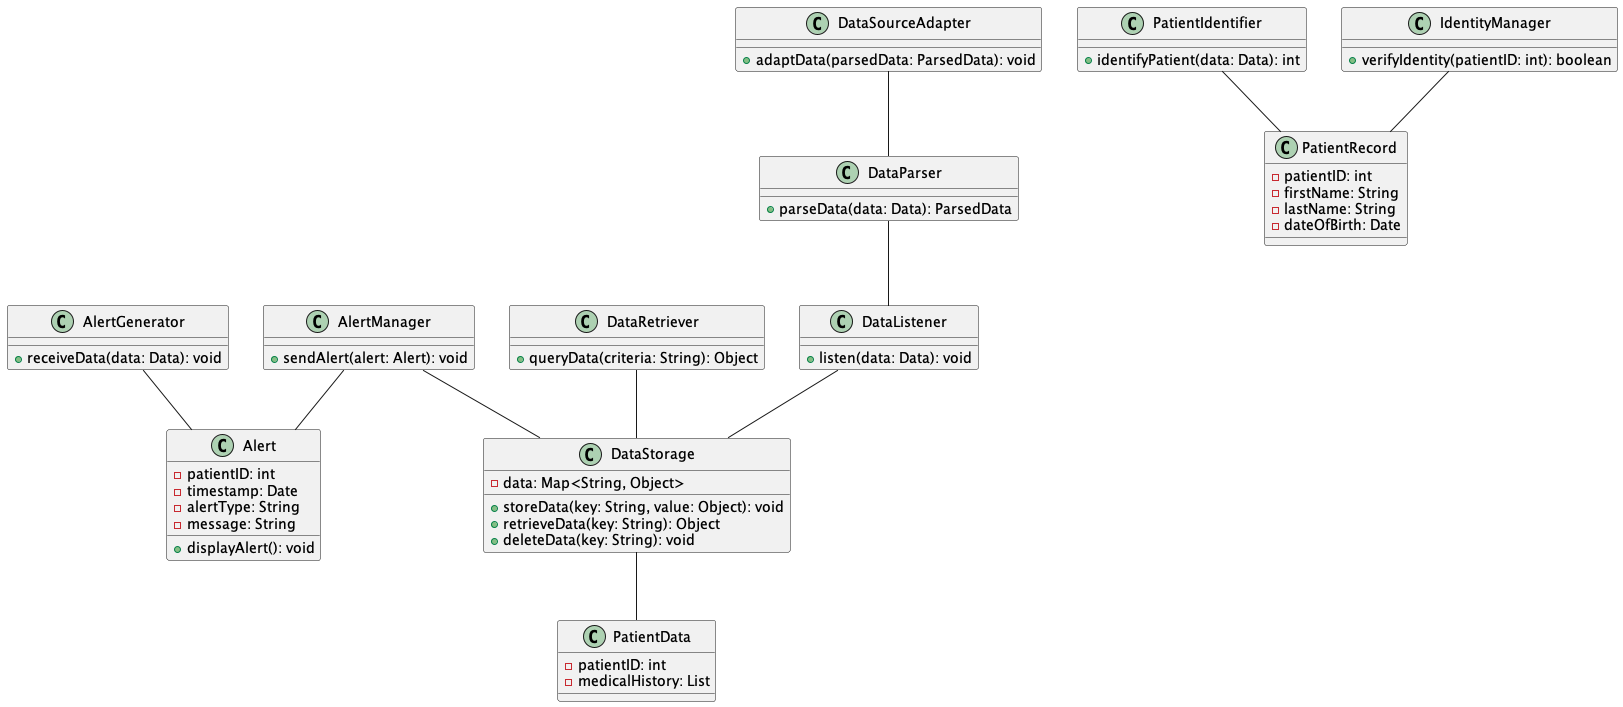 C DataSourceAdapter
adaptData(parsedData: ParsedData): void
C PatientIdentifier
identifyPatient(data: Data): int
C IdentityManager
verifyIdentity(patientID: int): boolean
C DataParser
parseData(data: Data): ParsedData
C PatientRecord
patientID: int
firstName: String
lastName: String
dateOfBirth: Date
C AlertGenerator
receiveData(data: Data): void
C AlertManager
sendAlert(alert: Alert): void
C DataRetriever
queryData(criteria: String): Object
C DataListener
listen(data: Data): void
C Alert
patientID: int
timestamp: Date
alertType: String
message: String
displayAlert(): void
C DataStorage
data: Map<String, Object>
storeData(key: String, value: Object): void
retrieveData(key: String): Object
deleteData(key: String): void
C PatientData
patientID: int
medicalHistory: List